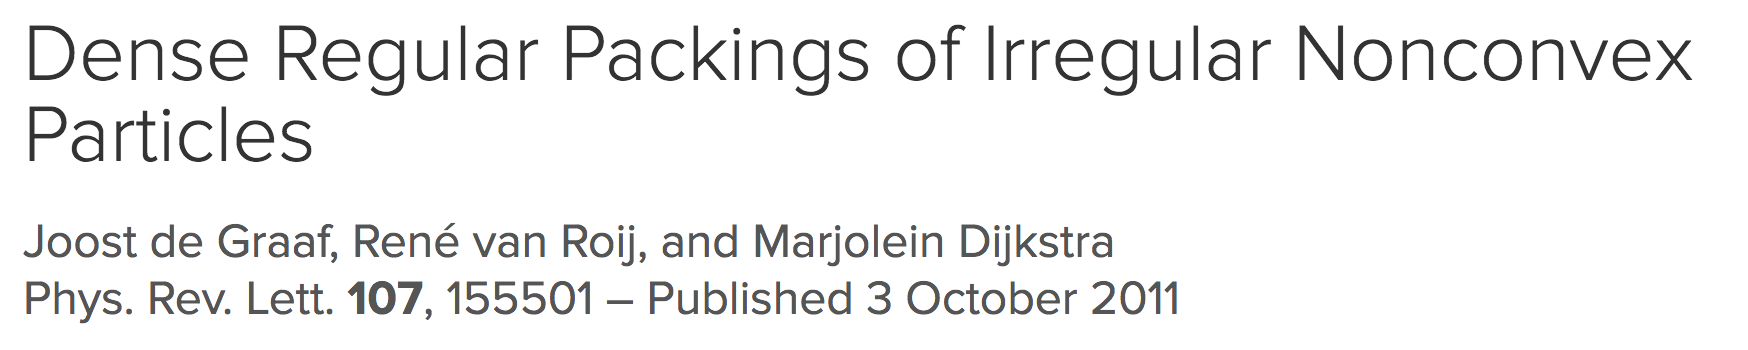 Dense Regular Packings of Irregular Nonconvex
Particles
Joost de Graaf, René van Roij, and Marjolein Dijkstra
Phys. Rev. Lett. 107, 155501 – Published 3 October 2011